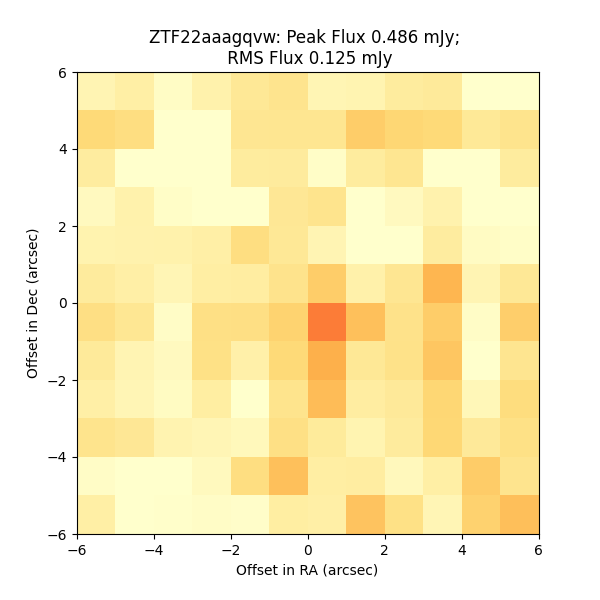 ZTF22aaagqvw: Peak Flux 0.486 mJy;
RMS Flux 0.125 mJy
6
4
2
0
−2
−4
−6
Offset in Dec (arcsec)
−6 −4 −2 0 2 4 6
Offset in RA (arcsec)